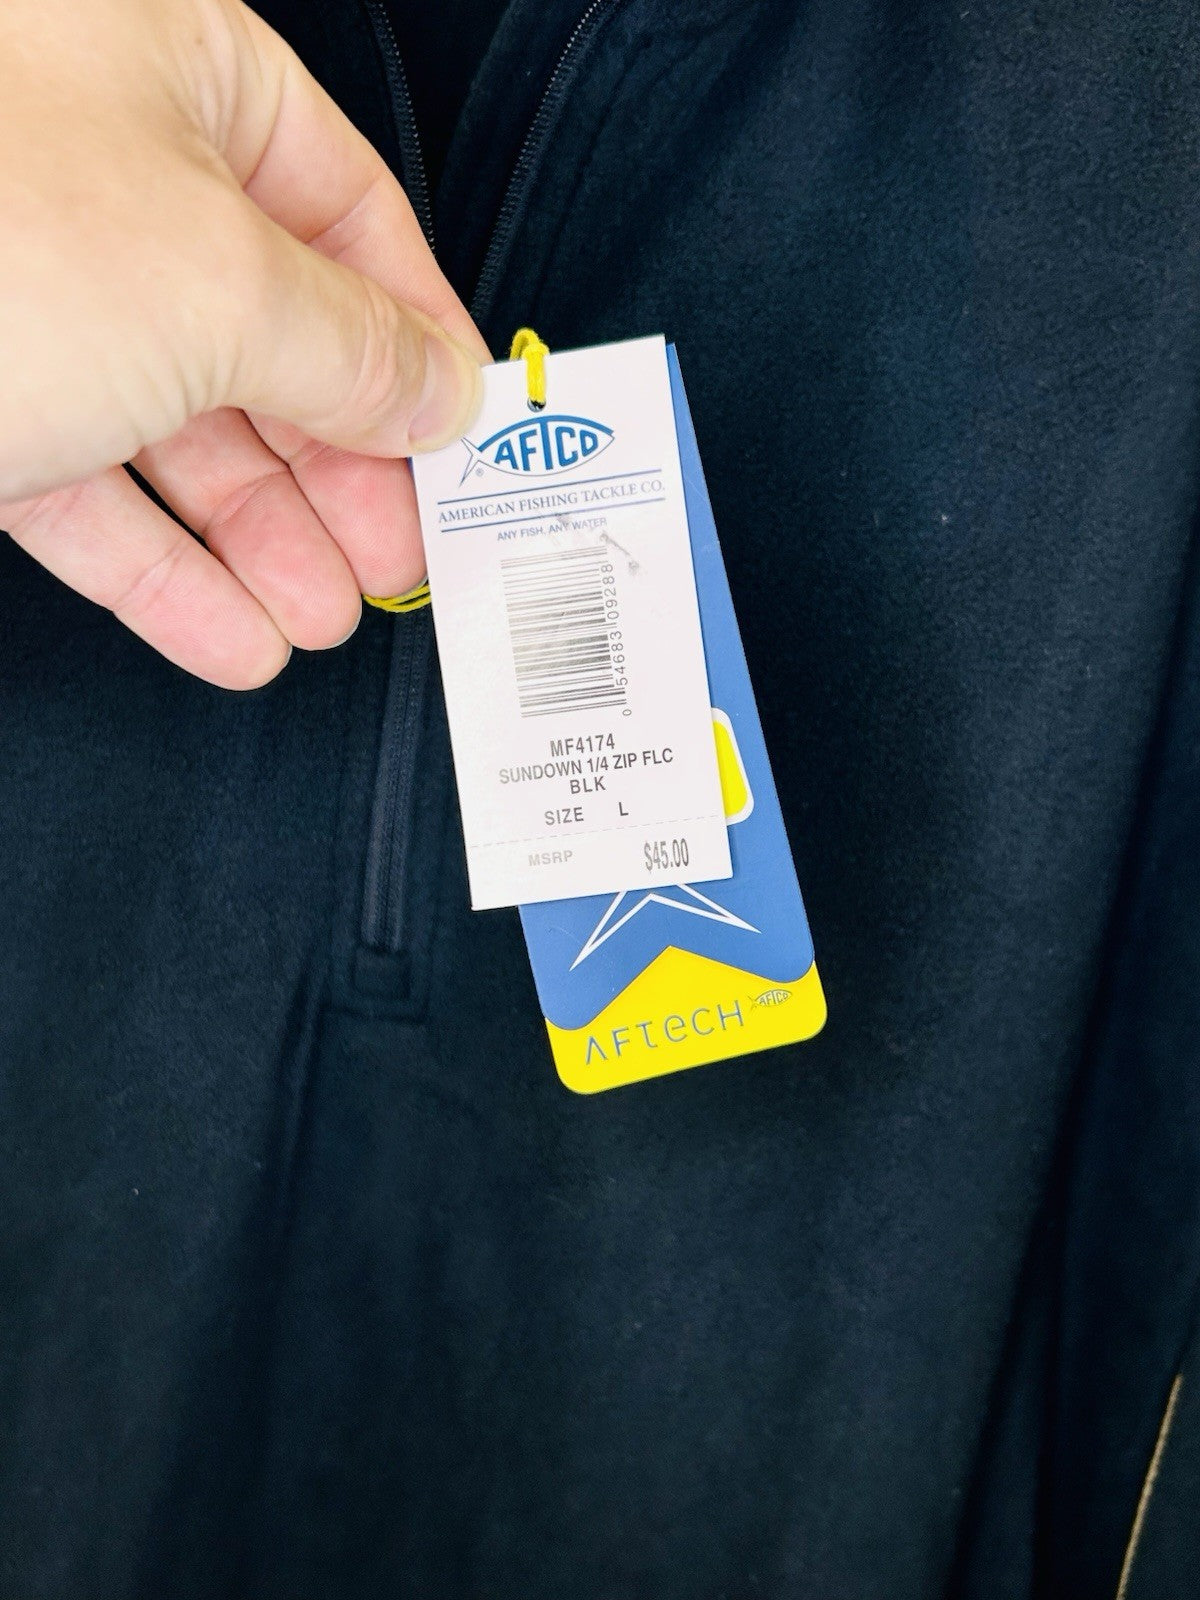 AFTCO
®
AMERICAN FISHING TACKLE CO.
ANY FISH, ANY WATER
0 54683 09288
MF4174
SUNDOWN 1/4 ZIP FLC
BLK
SIZE L
MSRP $45.00
AFTECH AFTCO